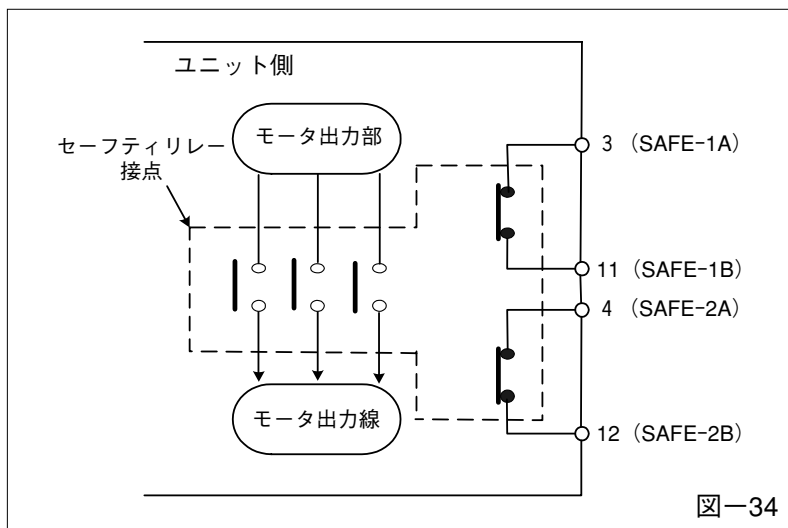 ユニット側
モータ出力部
セーフティリレー
接点
3（SAFE-1A）
11（SAFE-1B）
4（SAFE-2A）
モータ出力線
12（SAFE-2B）
図ー34